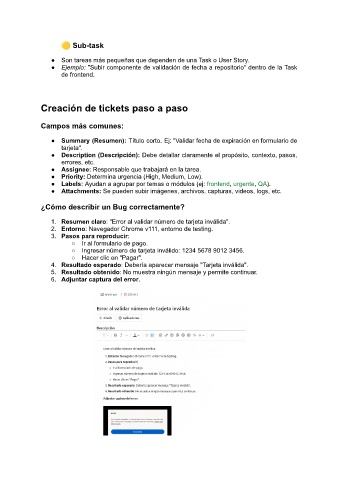 Sub-task
● Son tareas más pequeñas que dependen de una Task o User Story.
● Ejemplo: "Subir componente de validación de fecha a repositorio" dentro de la Task
de frontend.
Creación de tickets paso a paso
Campos más comunes:
● Summary (Resumen): Título corto. Ej: "Validar fecha de expiración en formulario de
tarjeta".
● Description (Descripción): Debe detallar claramente el propósito, contexto, pasos,
errores, etc.
● Assignee: Responsable que trabajará en la tarea.
● Priority: Determina urgencia (High, Medium, Low).
● Labels: Ayudan a agrupar por temas o módulos (ej: frontend, urgente, QA).
● Attachments: Se pueden subir imágenes, archivos, capturas, videos, logs, etc.
¿Cómo describir un Bug correctamente?
1. Resumen claro: "Error al validar número de tarjeta inválida".
2. Entorno: Navegador Chrome v111, entorno de testing.
3. Pasos para reproducir:
○ Ir al formulario de pago.
○ Ingresar número de tarjeta inválido: 1234 5678 9012 3456.
○ Hacer clic en "Pagar".
4. Resultado esperado: Debería aparecer mensaje "Tarjeta inválida".
5. Resultado obtenido: No muestra ningún mensaje y permite continuar.
6. Adjuntar captura del error.
Error al validar número de tarjeta inválida
Descripción